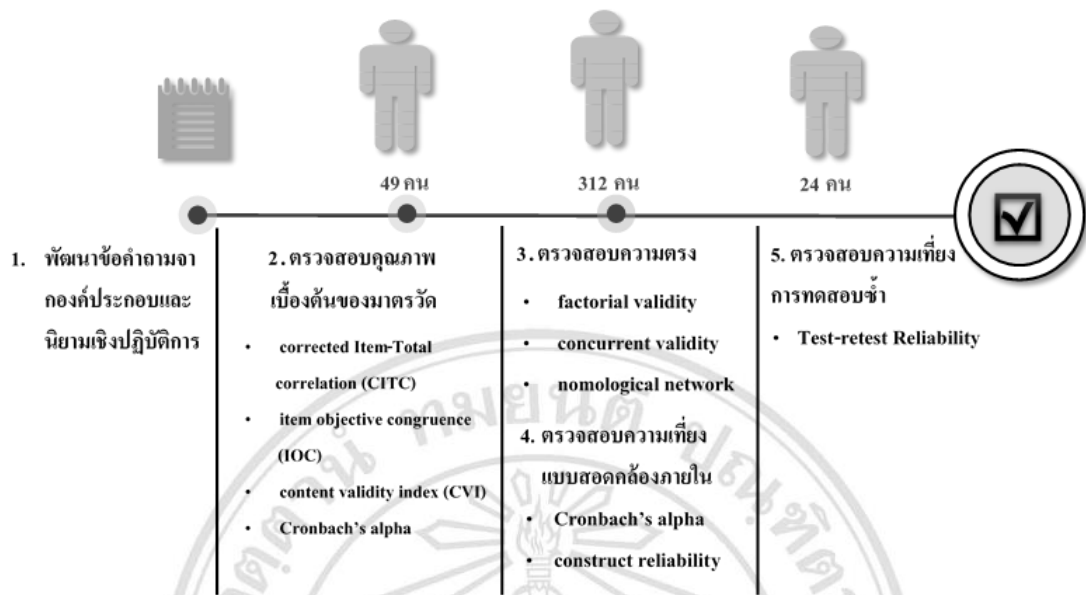 49 คน
312 คน
24 คน
1. พัฒนาข้อคำถามจา
กองค์ประกอบและ
นิยามเชิงปฏิบัติการ
2. ตรวจสอบคุณภาพ
เบื้องต้นของมาตรวัด
• corrected Item-Total
correlation (CITC)
• item objective congruence
(IOC)
• content validity index (CVI)
• Cronbach's alpha
3. ตรวจสอบความตรง
• factorial validity
• concurrent validity
• nomological network
4. ตรวจสอบความเที่ยง
แบบสอดคล้องภายใน
• Cronbach's alpha
• construct reliability
5. ตรวจสอบความเที่ยง
การทดสอบซ้ำ
• Test-retest Reliability